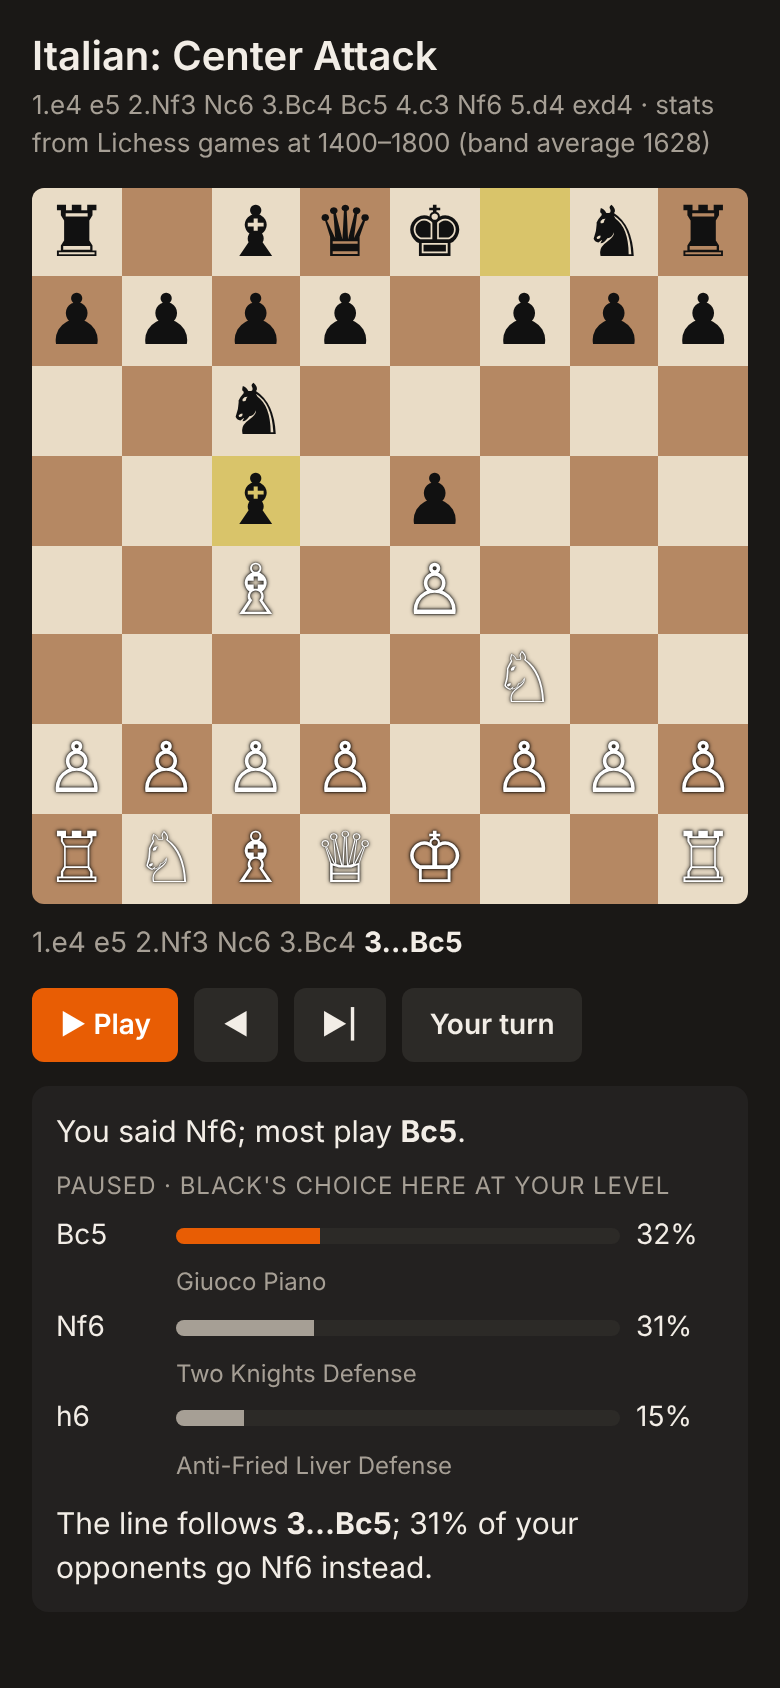 Italian: Center Attack
1.e4 e5 2.Nf3 Nc6 3.Bc4 Bc5 4.c3 Nf6 5.d4 exd4 · stats
from Lichess games at 1400–1800 (band average 1628)
1.e4 e5 2.Nf3 Nc6 3.Bc4 3...Bc5
▶ Play
◀
▶|
Your turn
You said Nf6; most play Bc5.
PAUSED · BLACK'S CHOICE HERE AT YOUR LEVEL
Bc5 32%
Giuoco Piano
Nf6 31%
Two Knights Defense
h6 15%
Anti-Fried Liver Defense
The line follows 3...Bc5; 31% of your
opponents go Nf6 instead.